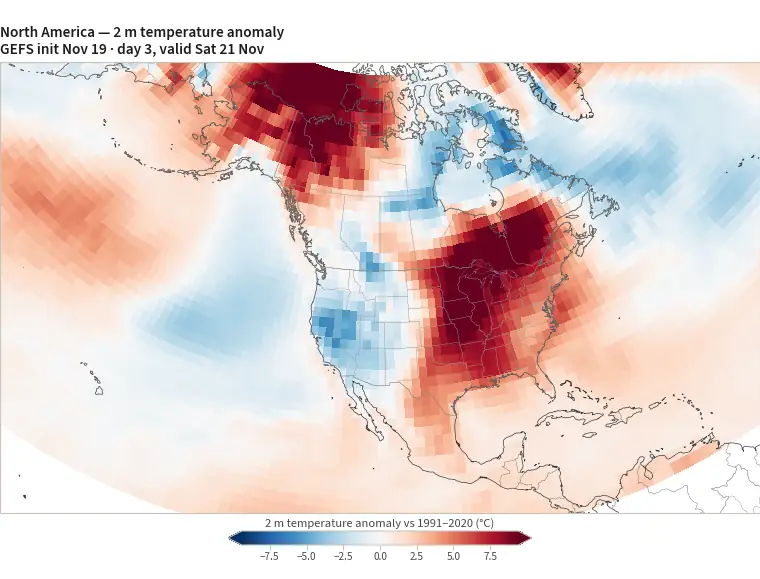 North America — 2 m temperature anomaly
GEFS init Nov 19 · day 3, valid Sat 21 Nov
2 m temperature anomaly vs 1991–2020 (°C)
−7.5 −5.0 −2.5 0.0 2.5 5.0 7.5